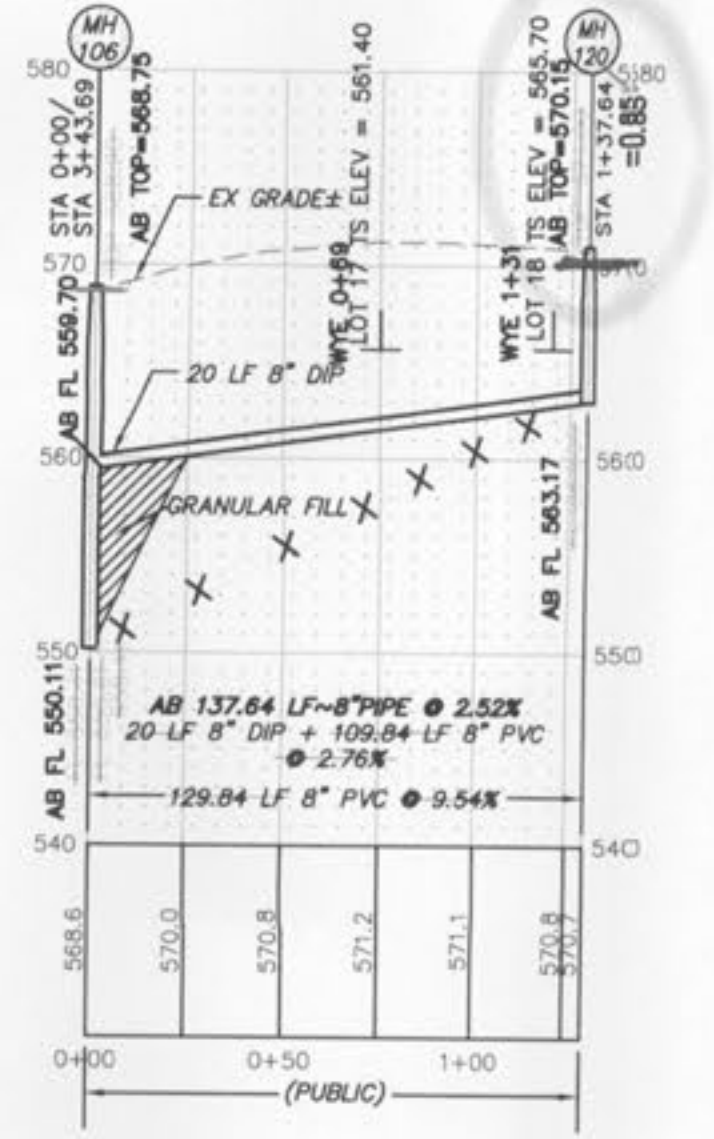 MH
106
MH
120
580
580
STA 0+00/
STA 3+43.69
AB TOP=568.75
LOT 17 TS ELEV = 561.40
LOT 18 TS ELEV = 565.70
AB TOP=570.15
STA 1+37.64
=0.85
EX GRADE±
570
WYE 0+69
WYE 1+31
AB FL 559.70
20 LF 8" DIP
560
560
GRANULAR FILL
AB FL 563.17
550
550
AB FL 550.11
AB 137.64 LF~8"PIPE @ 2.52%
20 LF 8" DIP + 109.84 LF 8" PVC
@ 2.76%
129.84 LF 8" PVC @ 9.54%
540
540
568.6
570.0
570.8
571.2
571.1
570.8
570.7
0+00
0+50
1+00
(PUBLIC)